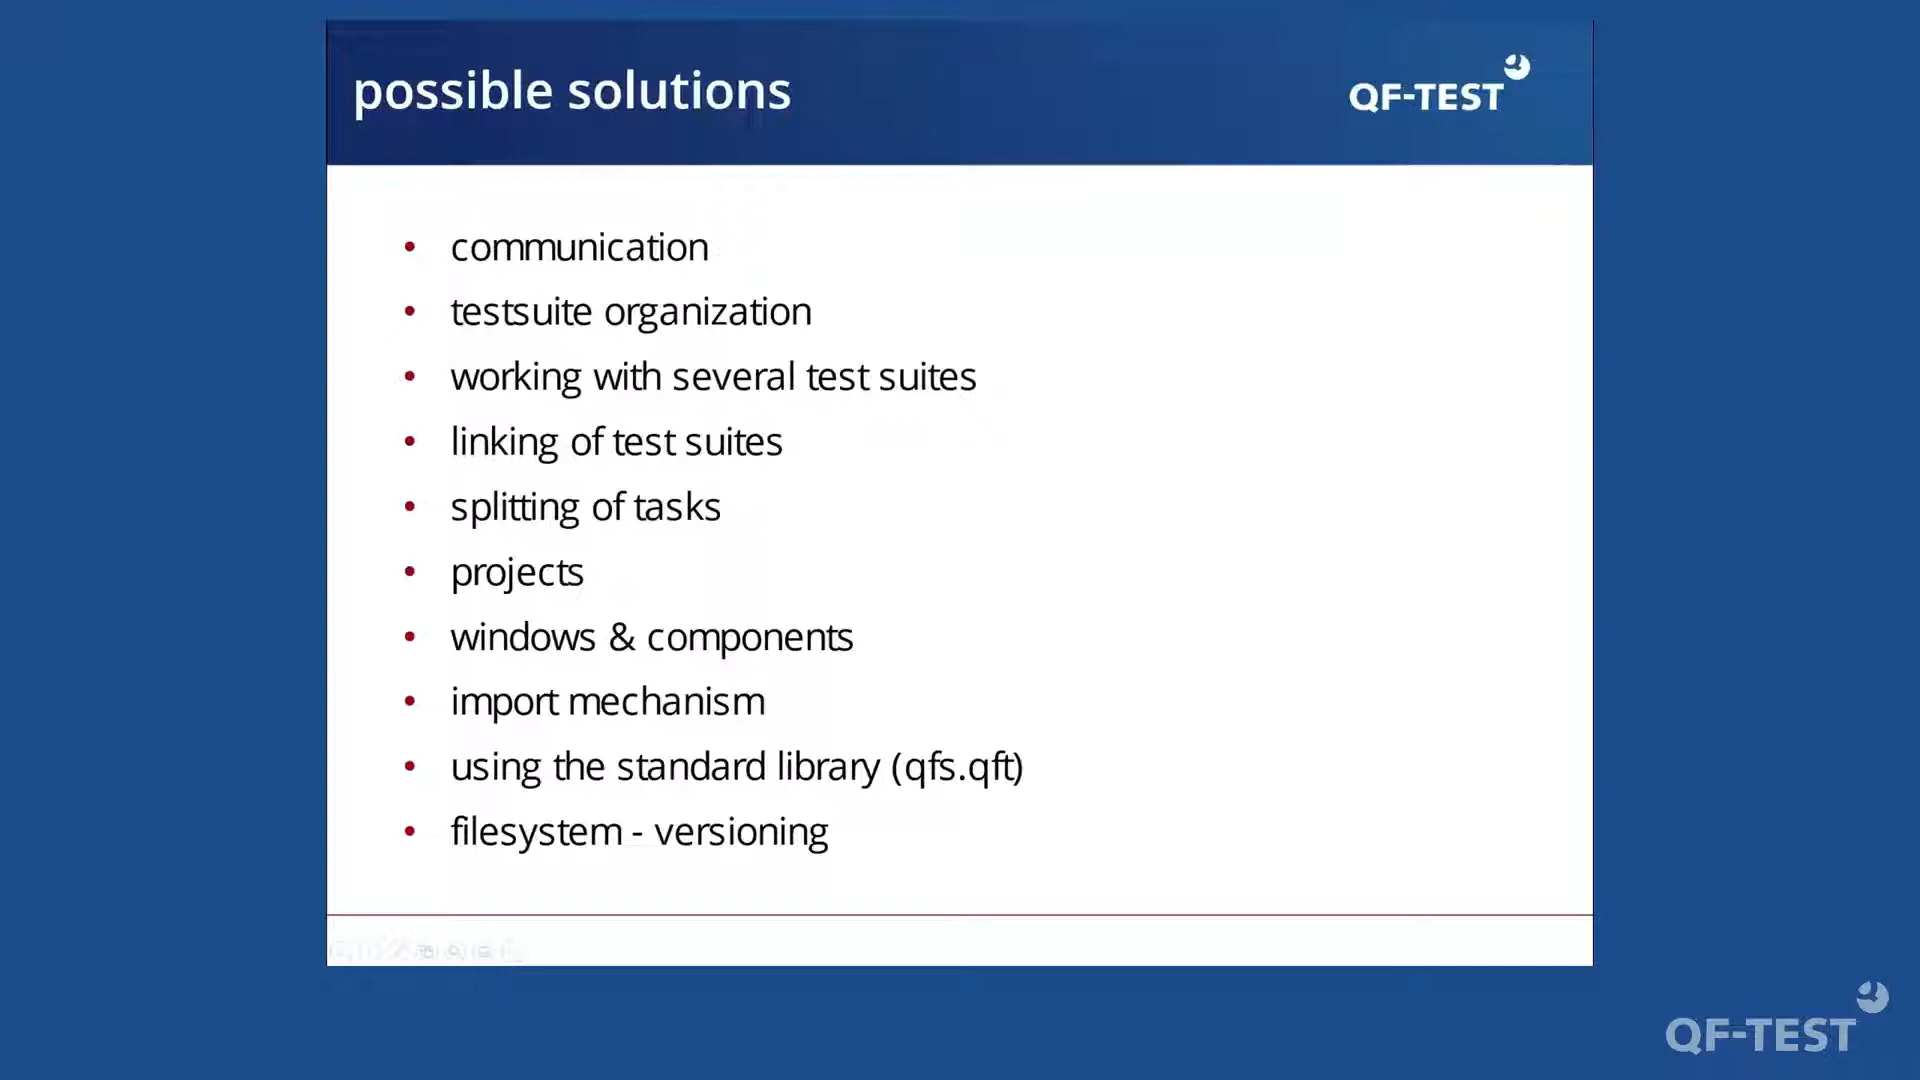 possible solutions
QF-TEST
• communication
• testsuite organization
• working with several test suites
• linking of test suites
• splitting of tasks
• projects
• windows & components
• import mechanism
• using the standard library (qfs.qft)
• filesystem - versioning
QF-TEST